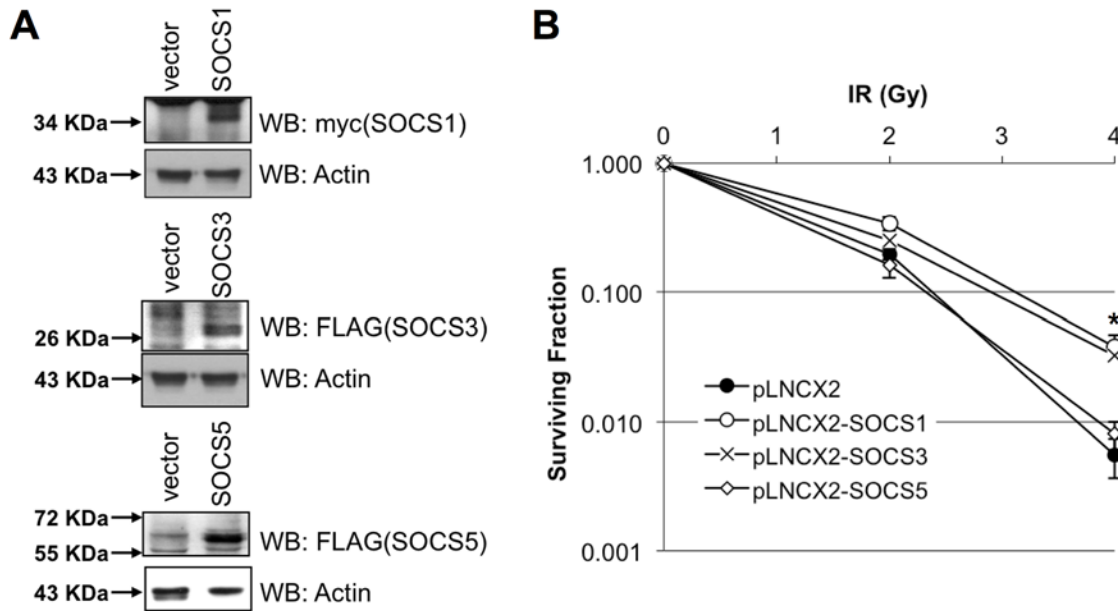 A
vector
SOCS1
34 KDa
WB: myc(SOCS1)
43 KDa
WB: Actin
vector
SOCS3
26 KDa
WB: FLAG(SOCS3)
43 KDa
WB: Actin
vector
SOCS5
72 KDa
55 KDa
WB: FLAG(SOCS5)
43 KDa
WB: Actin
B
IR (Gy)
0 1 2 3 4
1.000
0.100
0.010
0.001
Surviving Fraction
*
pLNCX2
pLNCX2-SOCS1
pLNCX2-SOCS3
pLNCX2-SOCS5